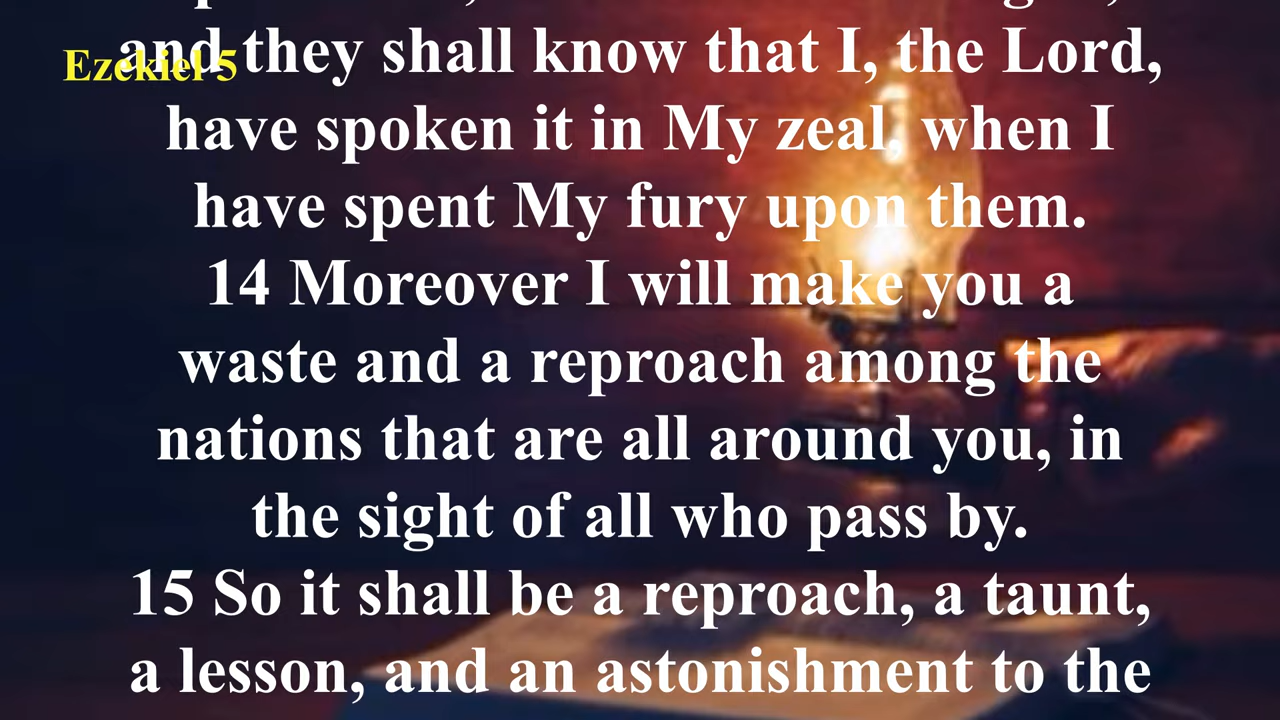 Ezekiel 5
and they shall know that I, the Lord,
have spoken it in My zeal, when I
have spent My fury upon them.
14 Moreover I will make you a
waste and a reproach among the
nations that are all around you, in
the sight of all who pass by.
15 So it shall be a reproach, a taunt,
a lesson, and an astonishment to the